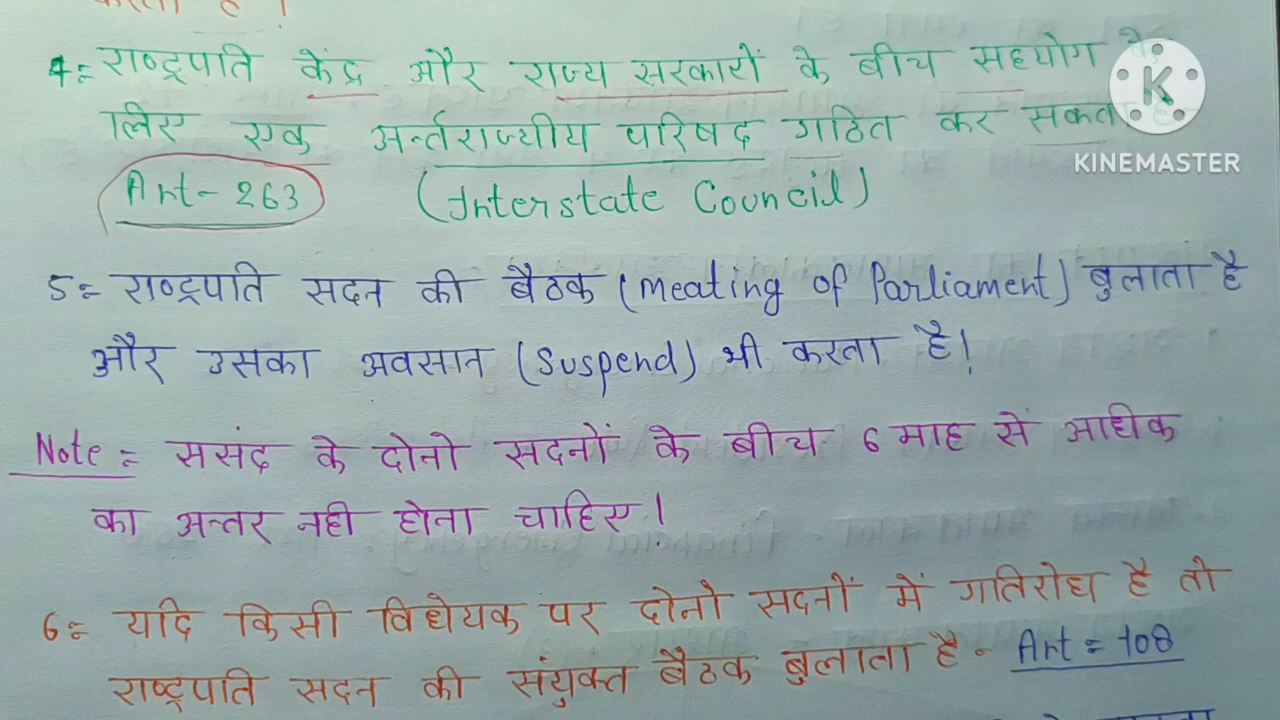 करता है।
4= राष्ट्रपति केंद्र और राज्य सरकारों के बीच सहयोग के
लिए एक अर्न्तराज्यीय परिषद गठित कर सकता है
Art-263 (Interstate Council)
KINEMASTER
5= राष्ट्रपति सदन की बैठक (Meating of Parliament) बुलाता है
और उसका अवसान (Suspend) भी करता है!
Note = ससंद के दोनो सदनों के बीच 6 माह से अधीक
का अन्तर नही होना चाहिए!
6= यदि किसी विधेयक पर दोनो सदनों में गतिरोध है तो
राष्ट्रपति सदन की संयुक्त बैठक बुलाता है - Art = 108